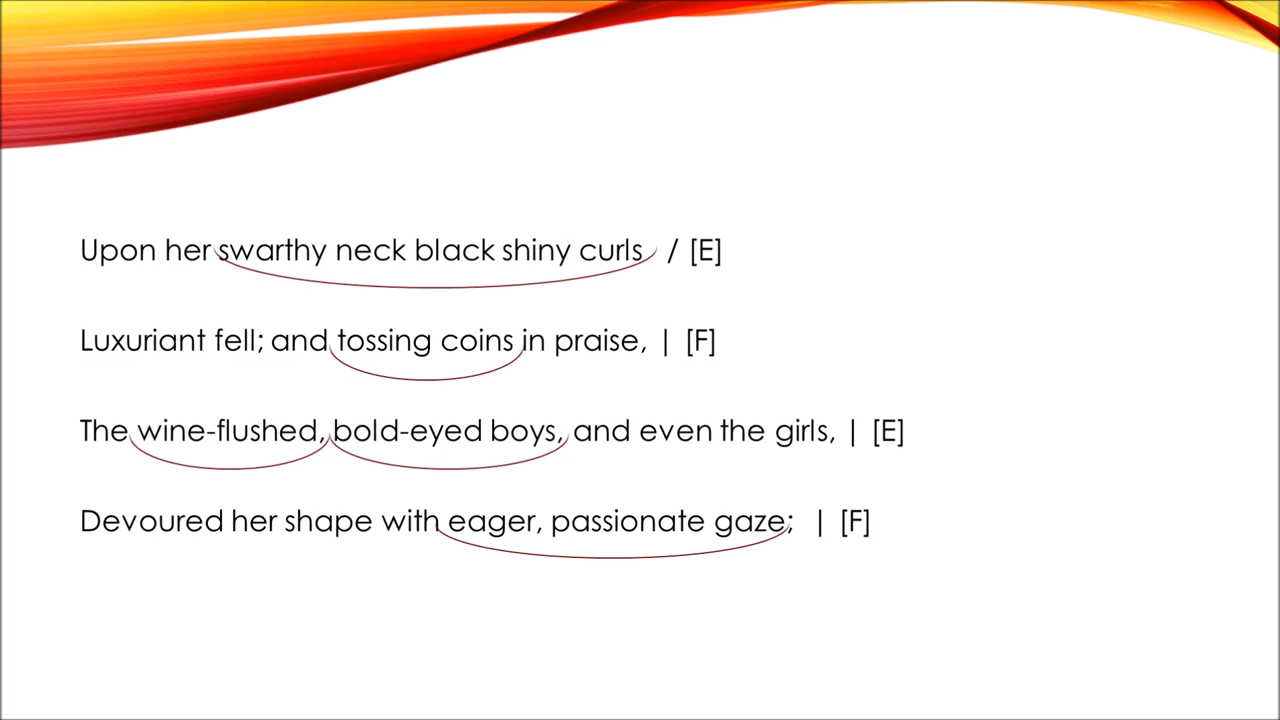 Upon her swarthy neck black shiny curls / [E]
Luxuriant fell; and tossing coins in praise, | [F]
The wine-flushed, bold-eyed boys, and even the girls, | [E]
Devoured her shape with eager, passionate gaze; | [F]